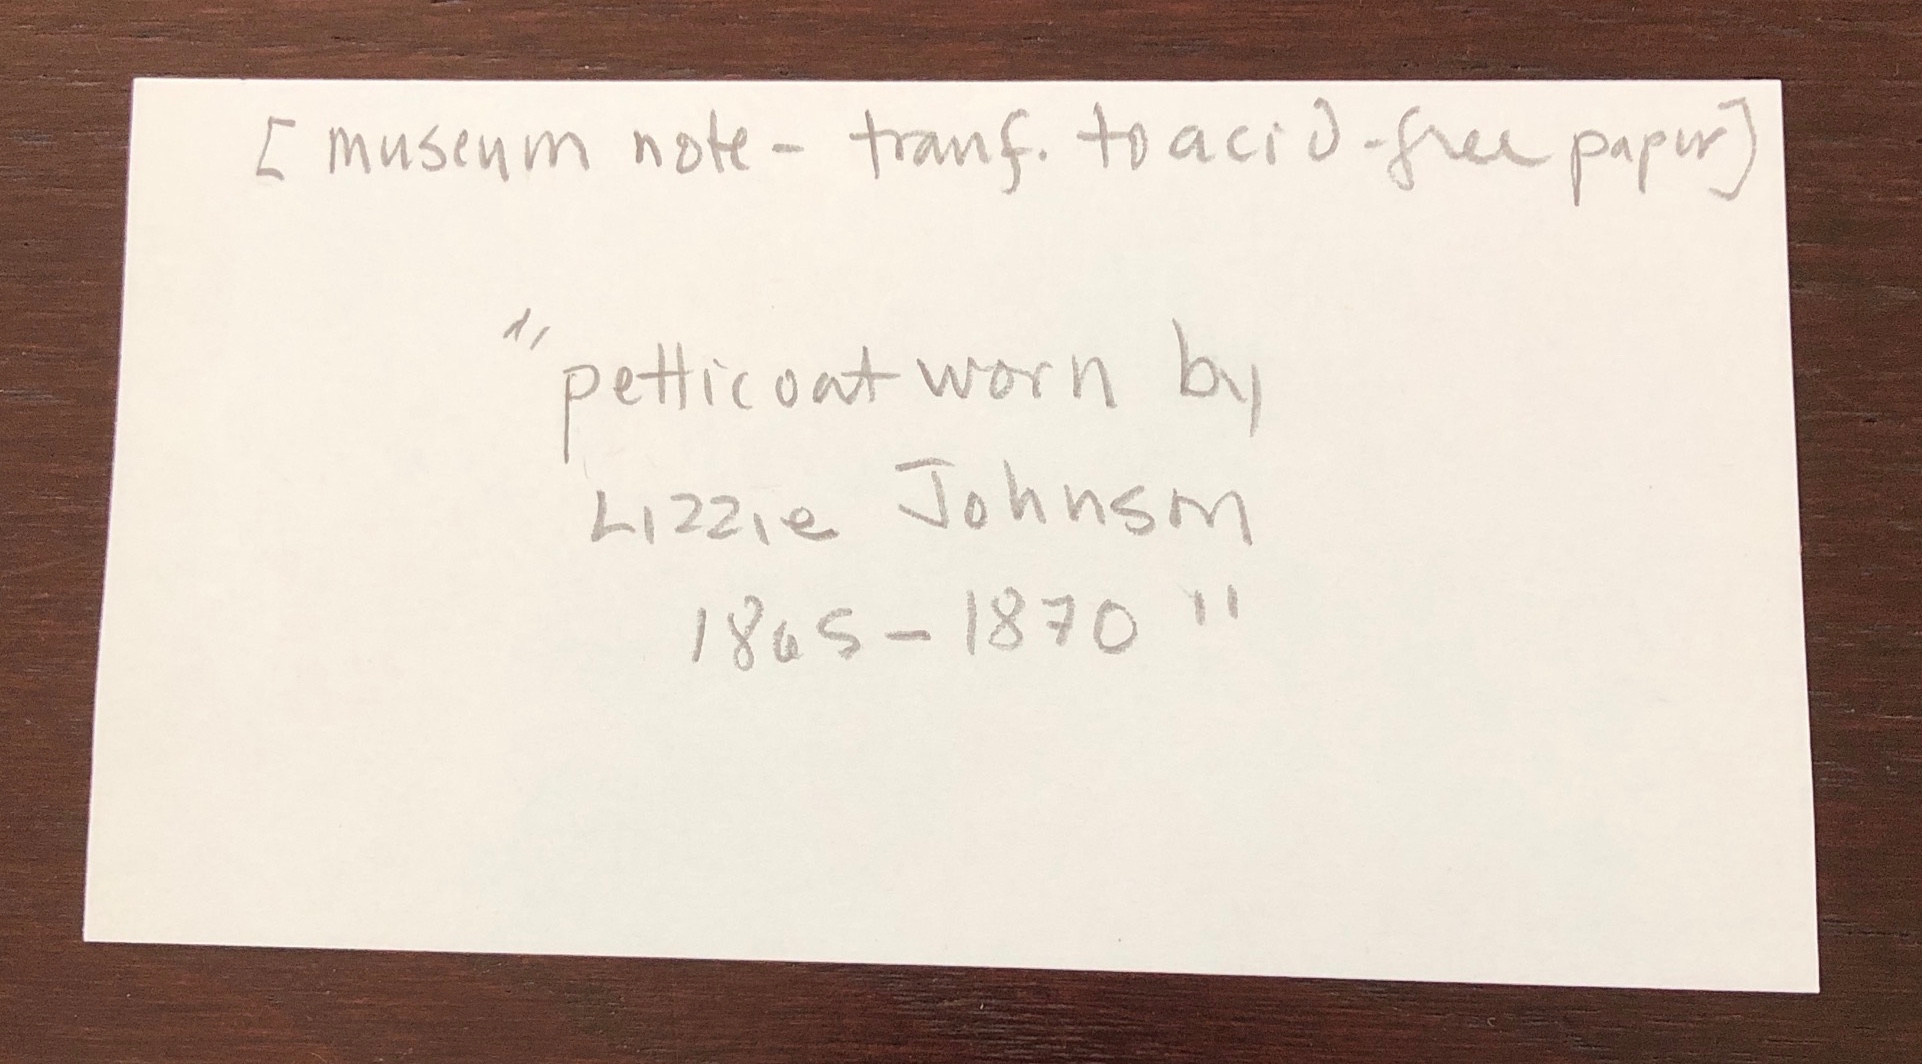 [museum note - tranf. to acid-free paper]
"petticoat worn by
Lizzie Johnson
1865-1870"